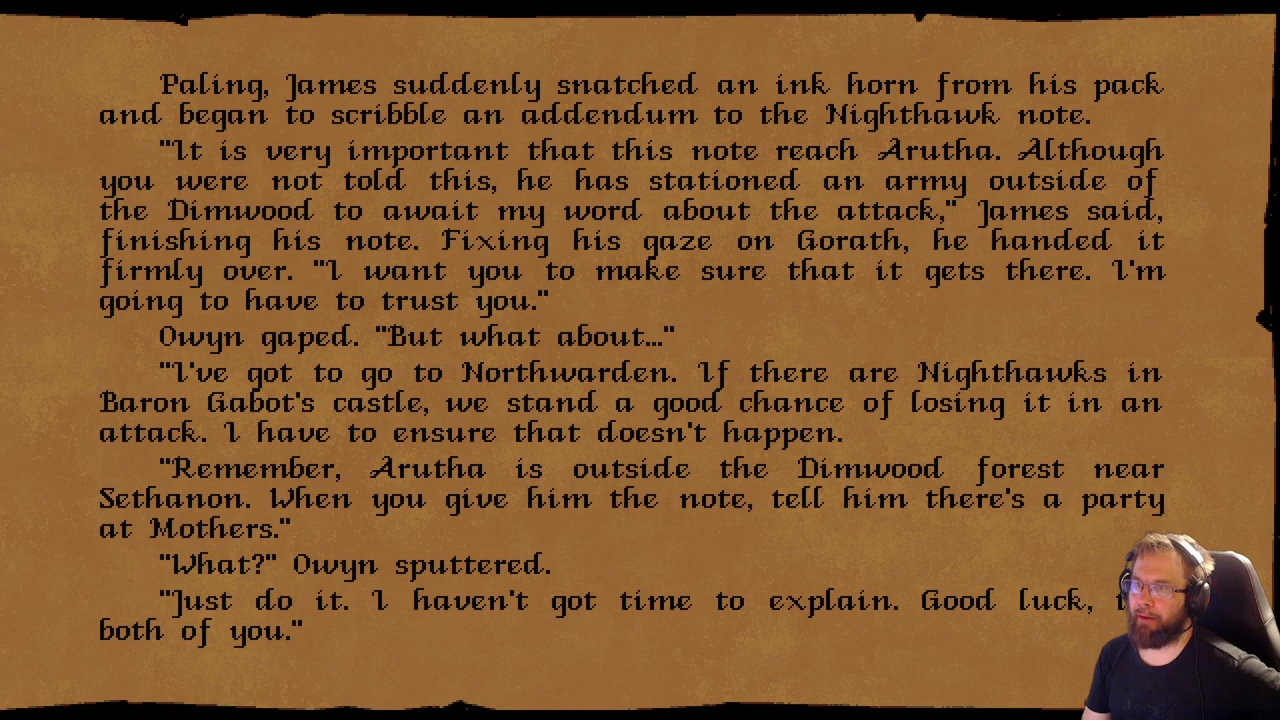 Paling, James suddenly snatched an ink horn from his pack
and began to scribble an addendum to the Nighthawk note.
"It is very important that this note reach Arutha. Although
you were not told this, he has stationed an army outside of
the Dimwood to await my word about the attack," James said,
finishing his note. Fixing his gaze on Gorath, he handed it
firmly over. "I want you to make sure that it gets there. I'm
going to have to trust you."
Owyn gaped. "But what about..."
"I've got to go to Northwarden. If there are Nighthawks in
Baron Gabot's castle, we stand a good chance of losing it in an
attack. I have to ensure that doesn't happen.
"Remember, Arutha is outside the Dimwood forest near
Sethanon. When you give him the note, tell him there's a party
at Mothers."
"What?" Owyn sputtered.
"Just do it. I haven't got time to explain. Good luck,
both of you."